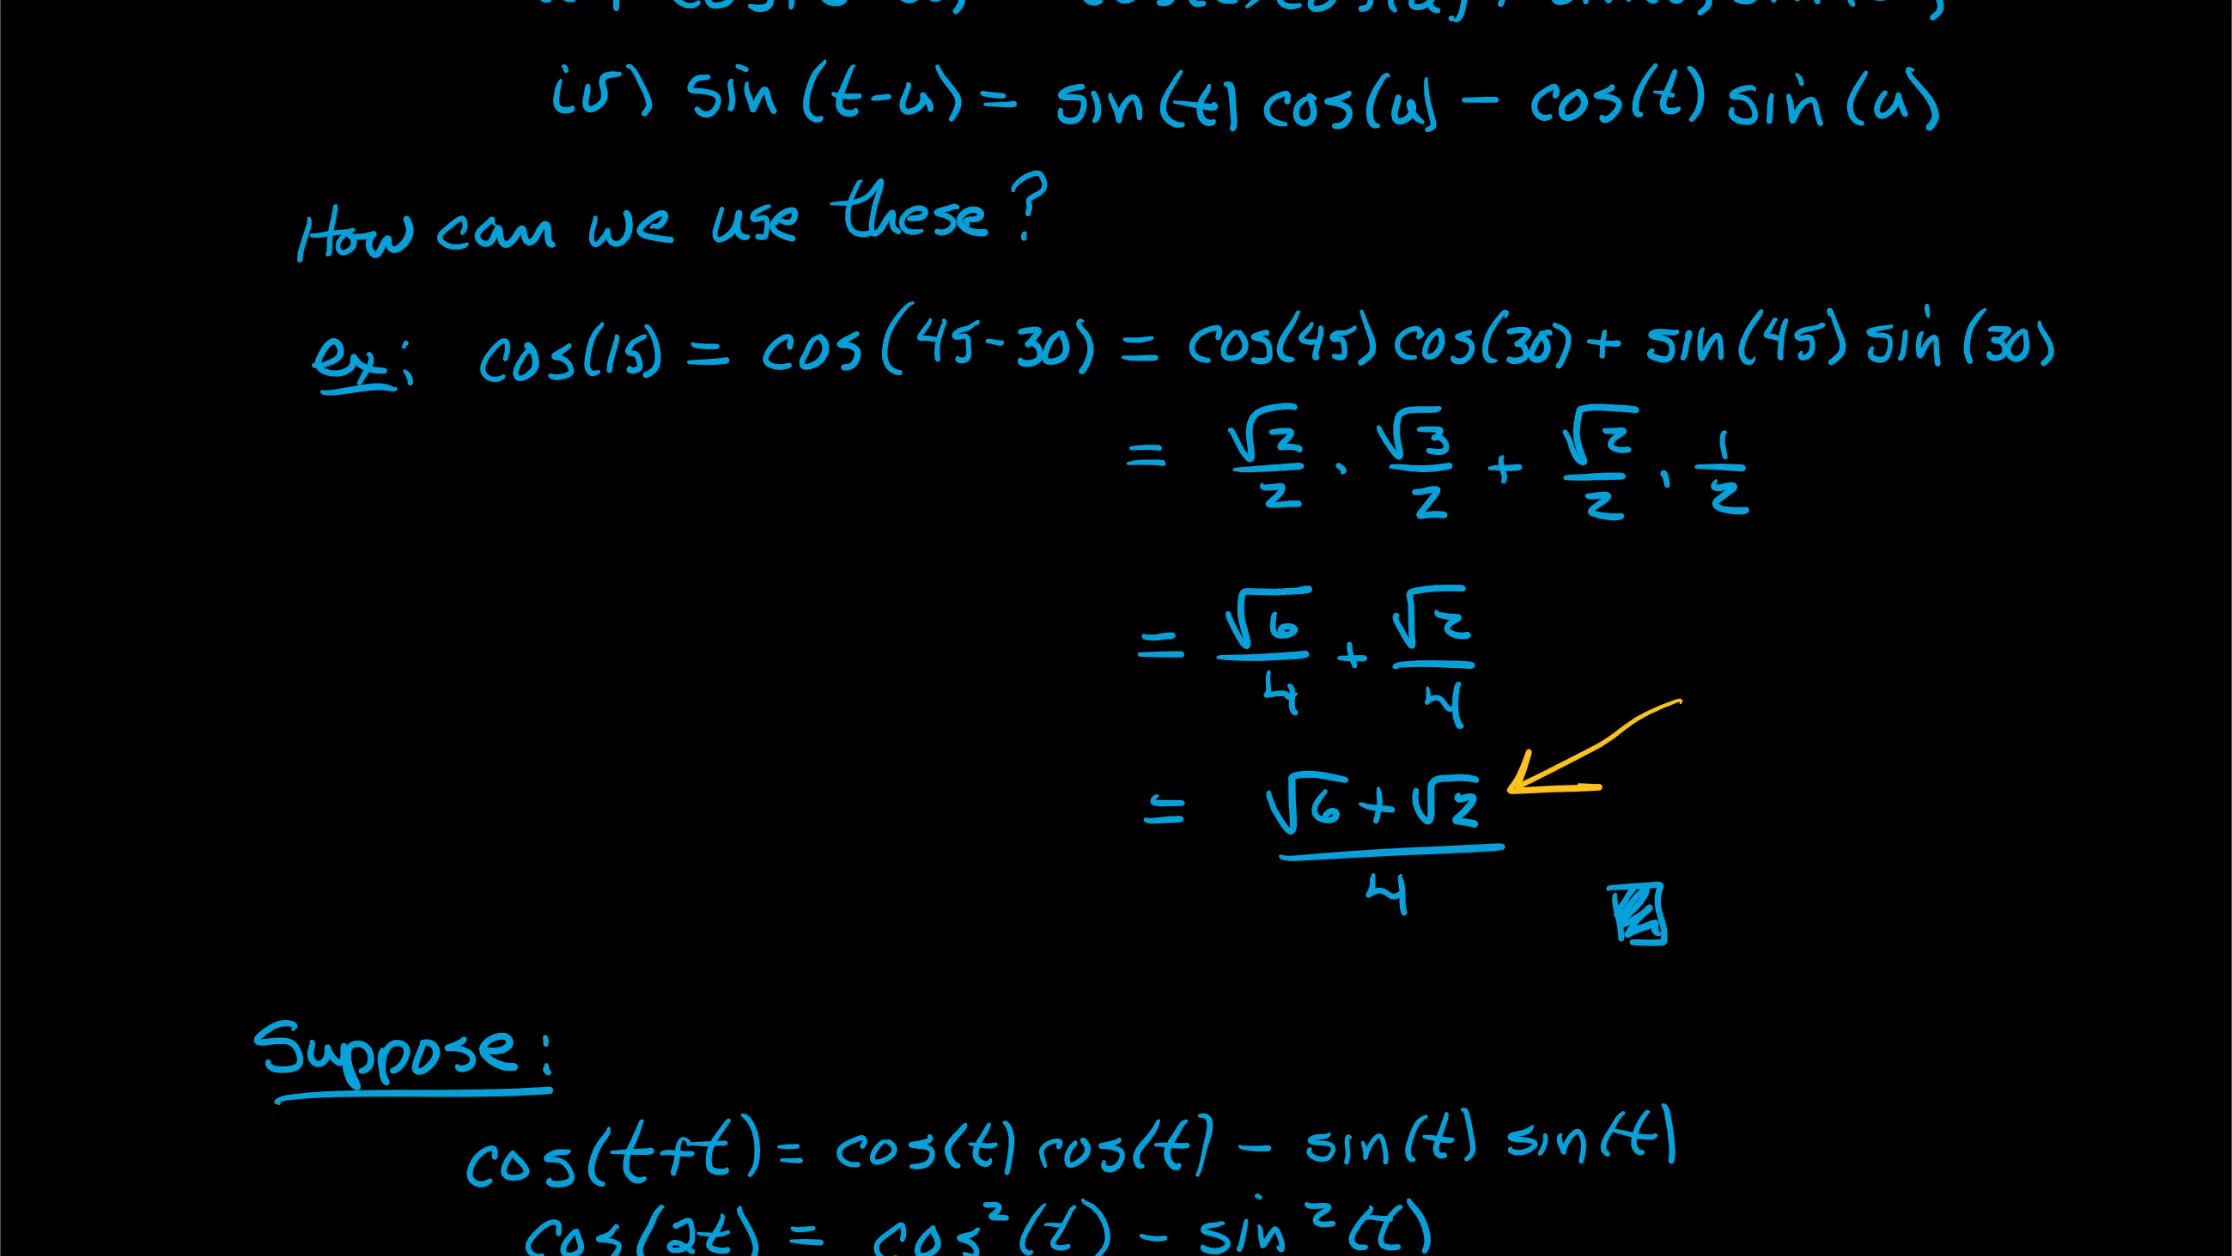 iv) sin(t-u) = sin(t) cos(u) - cos(t) sin(u)
How can we use these?
ex: cos(15) = cos(45-30) = cos(45) cos(30) + sin(45) sin(30)
= √2/2 · √3/2 + √2/2 · 1/2
= √6/4 + √2/4
= (√6 + √2)/4
Suppose:
cos(t+t) = cos(t) cos(t) - sin(t) sin(t)
cos(2t) = cos²(t) - sin²(t)